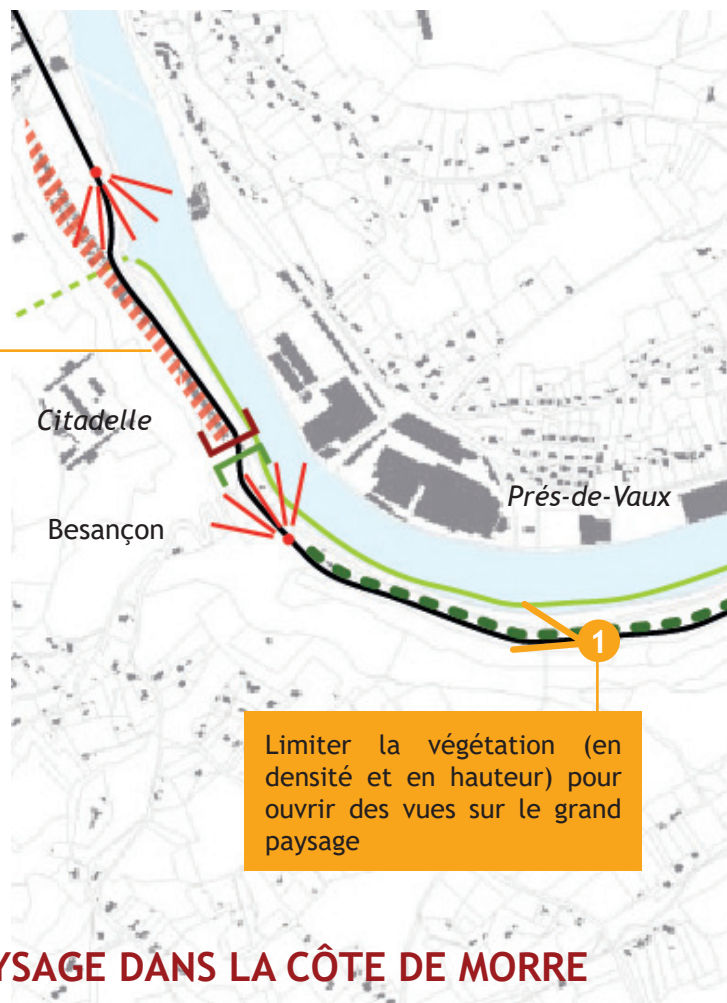 Citadelle
Prés-de-Vaux
Besançon
1
Limiter la végétation (en
densité et en hauteur) pour
ouvrir des vues sur le grand
paysage
YSAGE DANS LA CÔTE DE MORRE